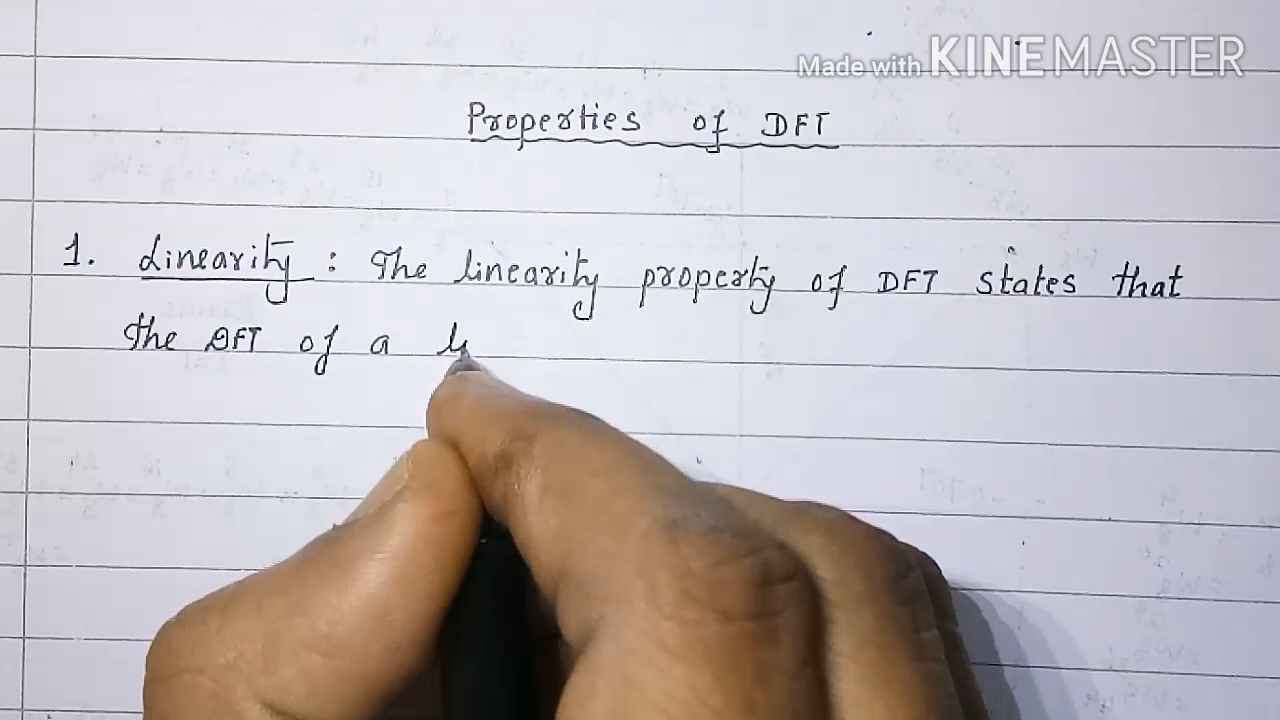 Made with KINEMASTER
Properties of DFT
1. Linearity : The linearity property of DFT states that
the DFT of a